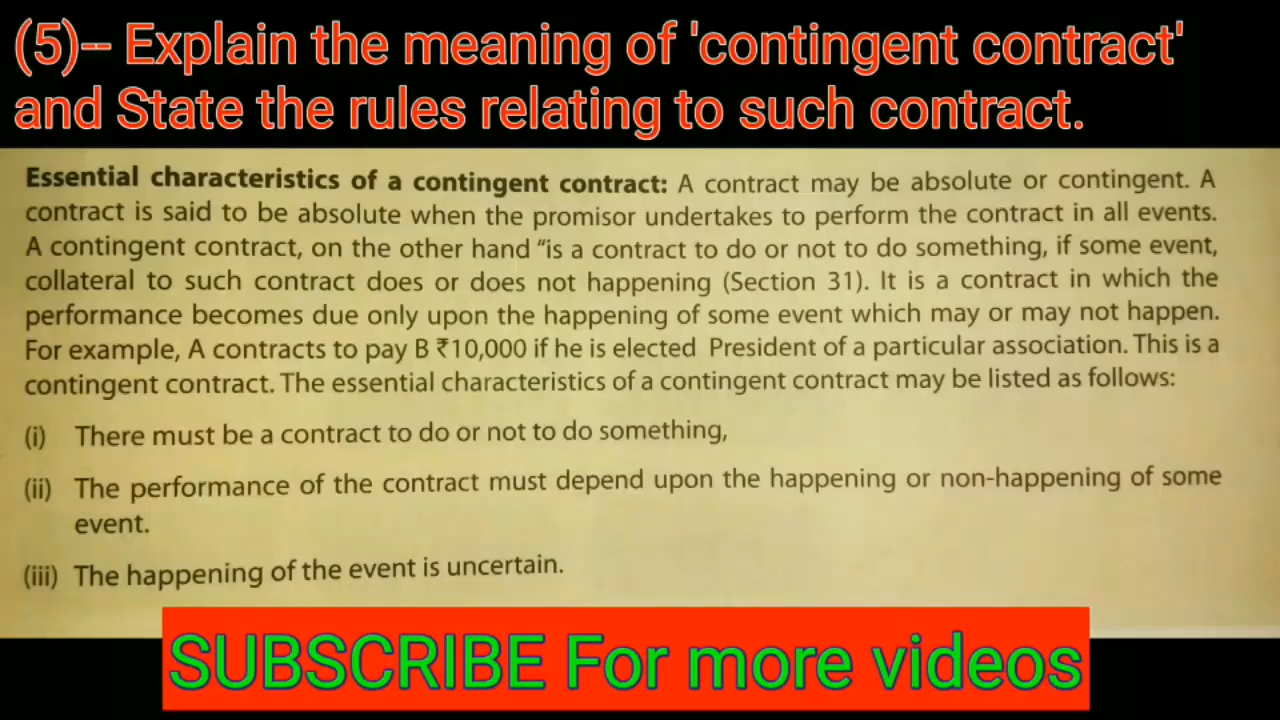 (5)-- Explain the meaning of 'contingent contract'
and State the rules relating to such contract.
Essential characteristics of a contingent contract: A contract may be absolute or contingent. A
contract is said to be absolute when the promisor undertakes to perform the contract in all events.
A contingent contract, on the other hand “is a contract to do or not to do something, if some event,
collateral to such contract does or does not happening (Section 31). It is a contract in which the
performance becomes due only upon the happening of some event which may or may not happen.
For example, A contracts to pay B ₹10,000 if he is elected President of a particular association. This is a
contingent contract. The essential characteristics of a contingent contract may be listed as follows:
(i) There must be a contract to do or not to do something,
(ii) The performance of the contract must depend upon the happening or non-happening of some
event.
(iii) The happening of the event is uncertain.
SUBSCRIBE For more videos